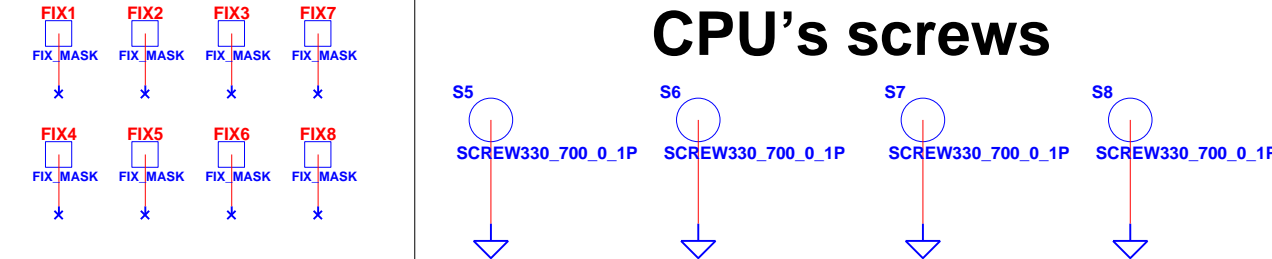 FIX1 FIX2 FIX3 FIX7
FIX_MASK FIX_MASK FIX_MASK FIX_MASK
FIX4 FIX5 FIX6 FIX8
FIX_MASK FIX_MASK FIX_MASK FIX_MASK
CPU’s screws
S5 S6 S7 S8
SCREW330_700_0_1P SCREW330_700_0_1P SCREW330_700_0_1P SCREW330_700_0_1P